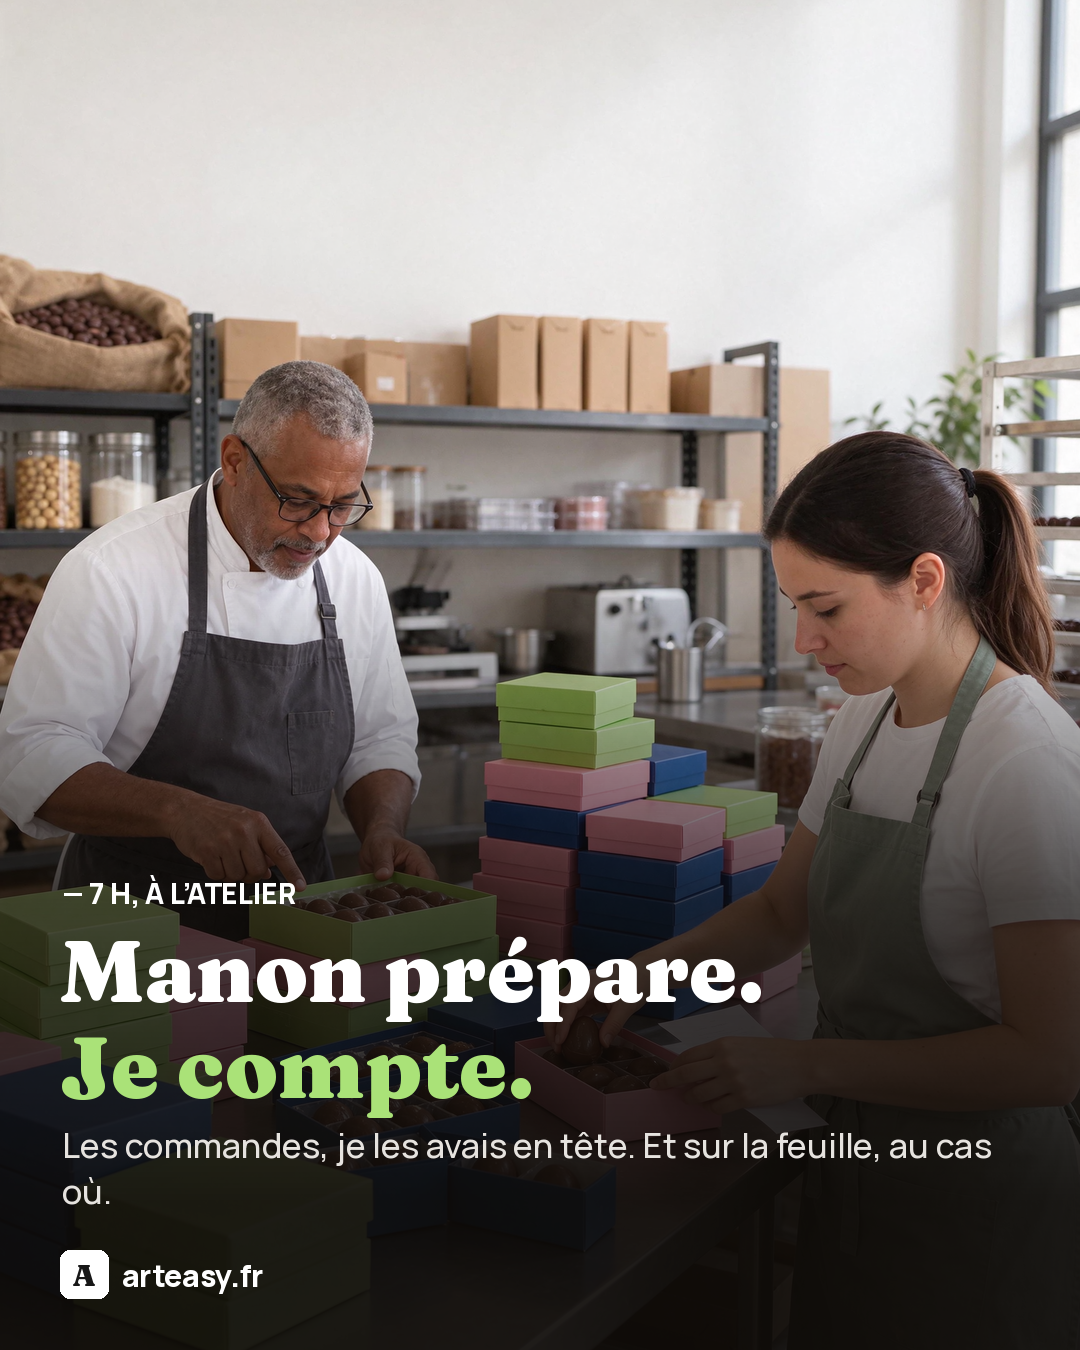 — 7 H, À L’ATELIER
Manon prépare.
Je compte.
Les commandes, je les avais en tête. Et sur la feuille, au cas
où.
A arteasy.fr